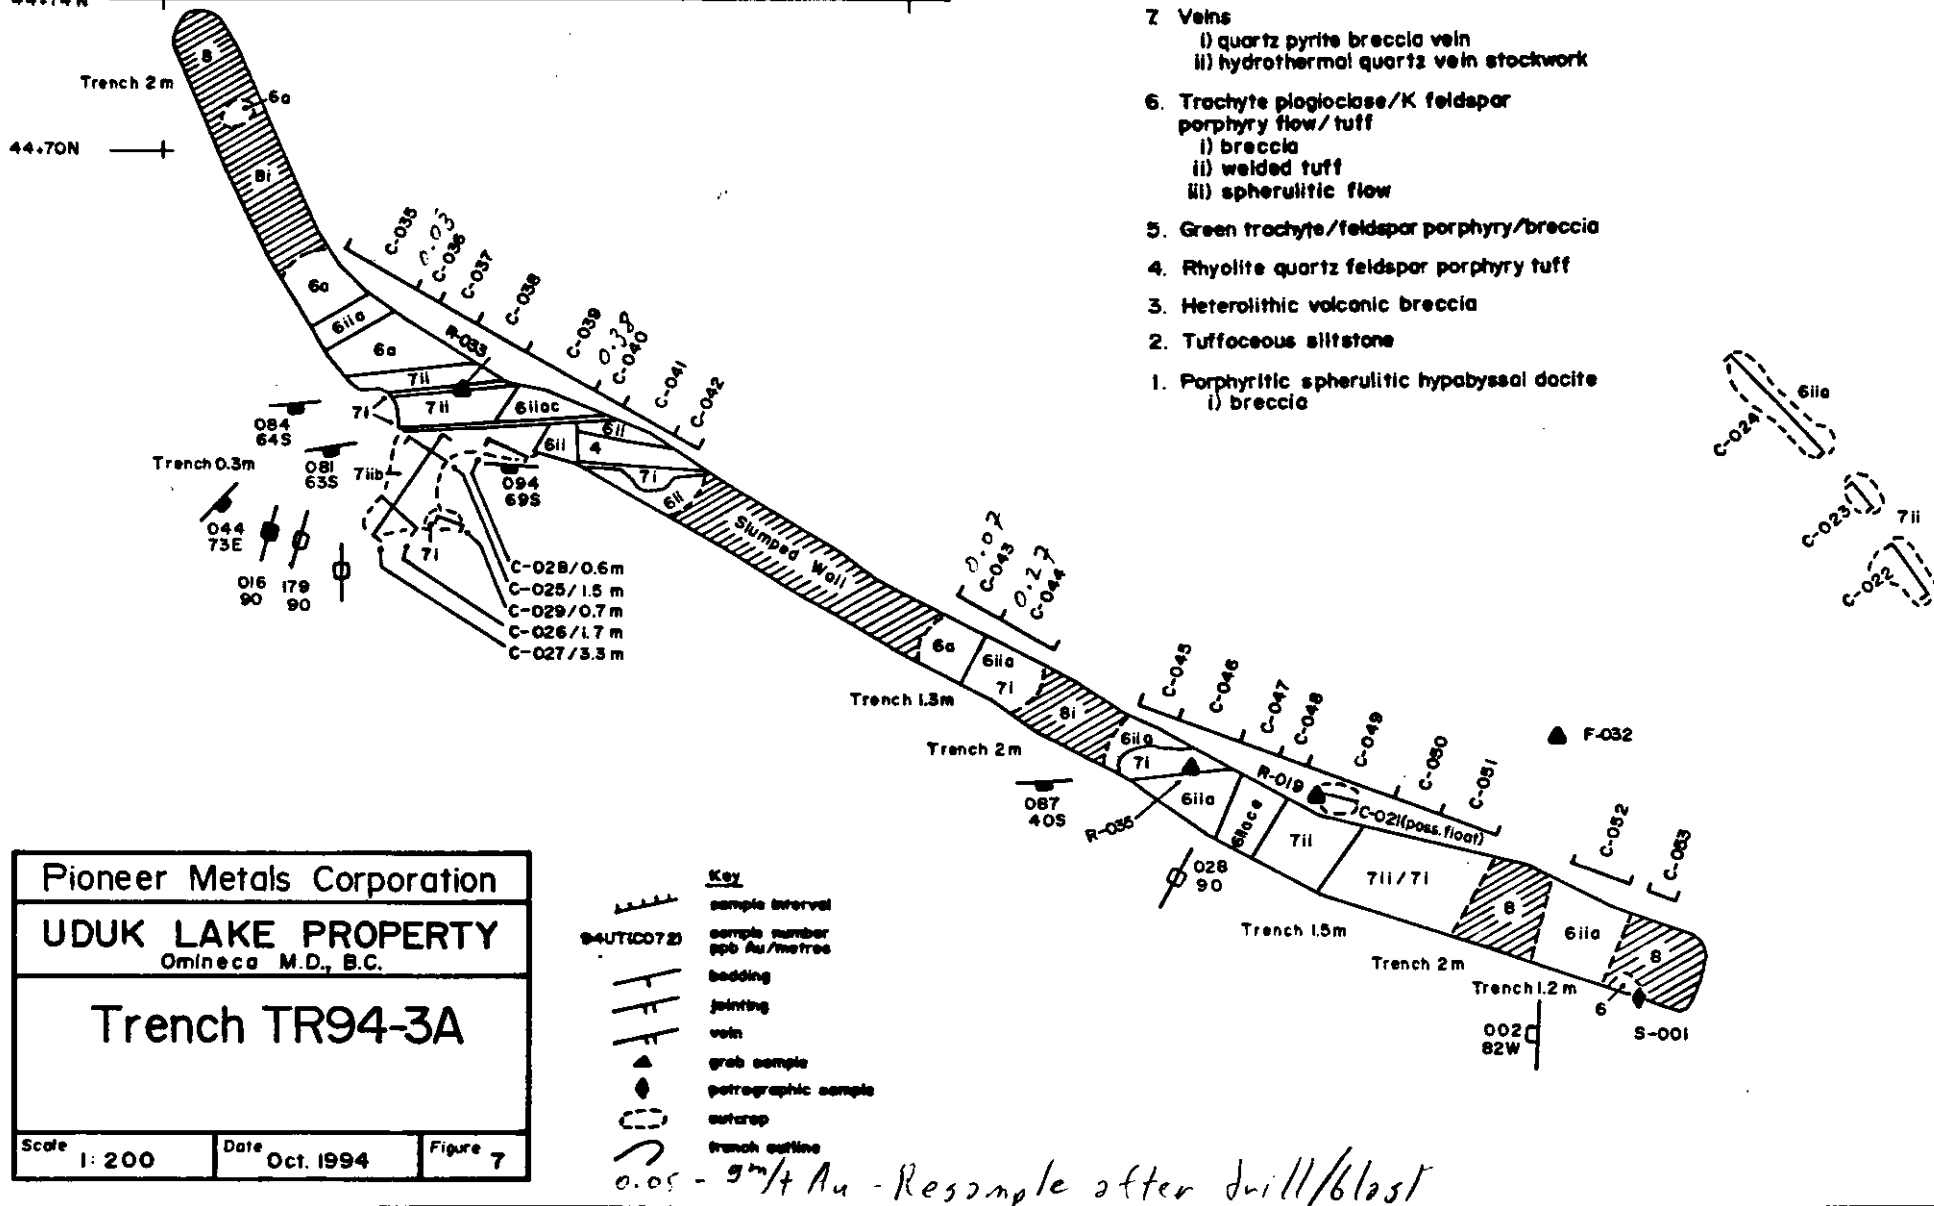 44+74N
7. Veins
i) quartz pyrite breccia vein
ii) hydrothermal quartz vein stockwork
6. Trachyte plagioclase/K feldspar
porphyry flow/tuff
i) breccia
ii) welded tuff
iii) spherulitic flow
5. Green trachyte/feldspar porphyry/breccia
4. Rhyolite quartz feldspar porphyry tuff
3. Heterolithic volcanic breccia
2. Tuffaceous siltstone
1. Porphyritic spherulitic hypabyssal dacite
i) breccia
8
Trench 2m
6a
44+70N
8i
C-035
0.05
C-036
C-037
C-038
C-039
0.38
C-040
C-041
C-042
R-033
6a
6iia
6a
7ii
7i
7ii
6iiac
6ii
6ii
4
7i
6ii
084
64S
081
63S
Trench 0.3m
7iib
094
69S
044
73E
016
90
179
90
7i
C-028/0.6m
C-025/1.5 m
C-029/0.7m
C-026/1.7 m
C-027/3.3 m
Slumped Wall
0.07
C-043
0.27
C-044
6a
6iia
7i
Trench 1.3m
8i
Trench 2m
6iia
7i
087
40S
R-035
6iia
6iiace
028
90
C-045
C-046
C-047
C-048
C-049
C-050
C-051
R-019
C-021(poss. float)
7ii
7ii/7i
8
C-052
C-053
6iia
8
6
S-001
Trench 1.5m
Trench 2m
Trench 1.2m
002
82W
F-032
6iia
C-024
C-023
7ii
C-022
Pioneer Metals Corporation
UDUK LAKE PROPERTY
Omineca M.D., B.C.
Trench TR94-3A
Scale 1:200
Date Oct. 1994
Figure 7
Key
sample interval
94UT(C072) sample number
ppb Au/metres
bedding
jointing
vein
grab sample
petrographic sample
outcrop
trench outline
0.05 - gm/t Au - Resample after drill/blast